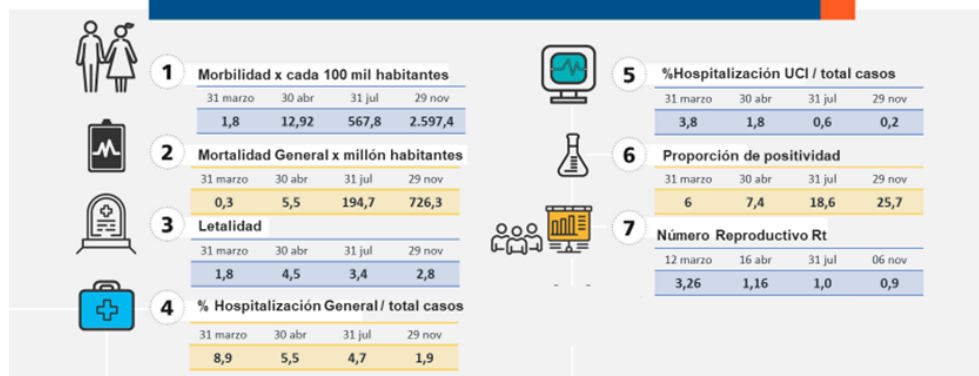 1 Morbilidad x cada 100 mil habitantes
31 marzo 30 abr 31 jul 29 nov
1,8 12,92 567,8 2.597,4
2 Mortalidad General x millón habitantes
31 marzo 30 abr 31 jul 29 nov
0,3 5,5 194,7 726,3
3 Letalidad
31 marzo 30 abr 31 jul 29 nov
1,8 4,5 3,4 2,8
4 % Hospitalización General / total casos
31 marzo 30 abr 31 jul 29 nov
8,9 5,5 4,7 1,9
5 %Hospitalización UCI / total casos
31 marzo 30 abr 31 jul 29 nov
3,8 1,8 0,6 0,2
6 Proporción de positividad
31 marzo 30 abr 31 jul 29 nov
6 7,4 18,6 25,7
7 Número Reproductivo Rt
12 marzo 16 abr 31 jul 06 nov
3,26 1,16 1,0 0,9